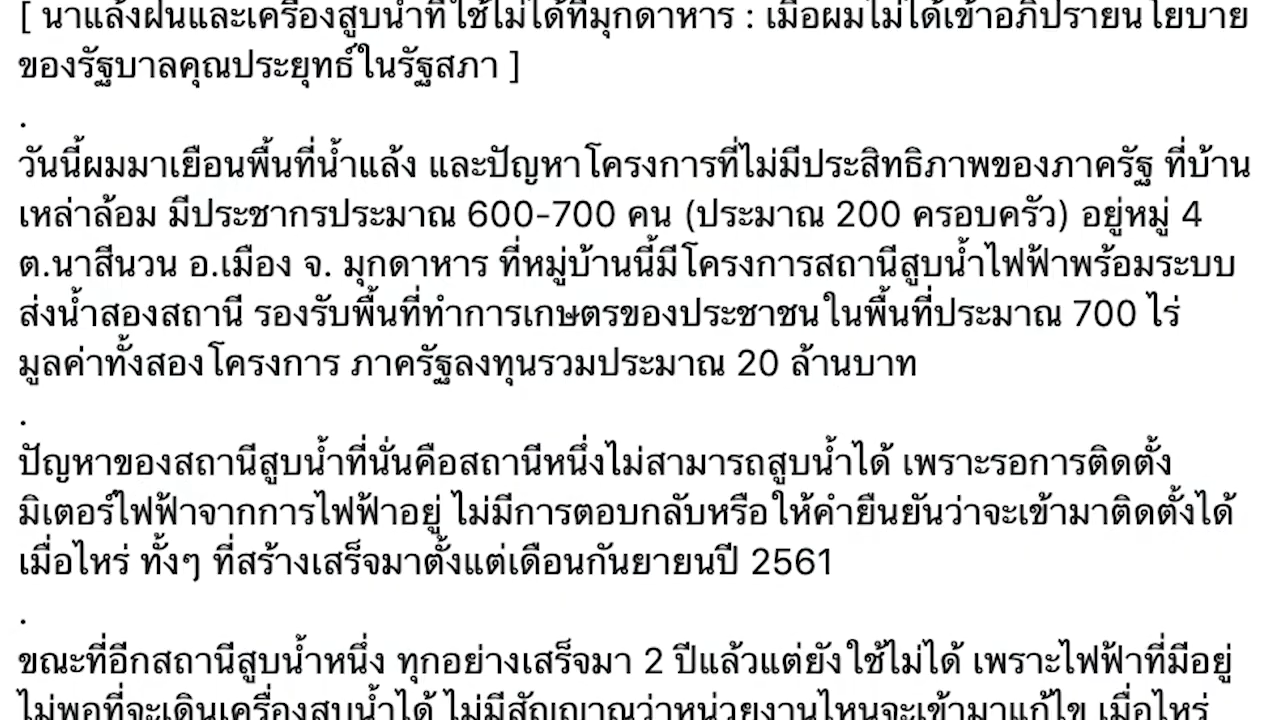 [ นาแล้งฝนและเครื่องสูบน้ำที่ใช้ไม่ได้ที่มุกดาหาร : เมื่อผมไม่ได้เข้าอภิปรายนโยบาย
ของรัฐบาลคุณประยุทธ์ในรัฐสภา ]
.
วันนี้ผมมาเยือนพื้นที่น้ำแล้ง และปัญหาโครงการที่ไม่มีประสิทธิภาพของภาครัฐ ที่บ้าน
เหล่าล้อม มีประชากรประมาณ 600-700 คน (ประมาณ 200 ครอบครัว) อยู่หมู่ 4
ต.นาสีนวน อ.เมือง จ. มุกดาหาร ที่หมู่บ้านนี้มีโครงการสถานีสูบน้ำไฟฟ้าพร้อมระบบ
ส่งน้ำสองสถานี รองรับพื้นที่ทำการเกษตรของประชาชนในพื้นที่ประมาณ 700 ไร่
มูลค่าทั้งสองโครงการ ภาครัฐลงทุนรวมประมาณ 20 ล้านบาท
.
ปัญหาของสถานีสูบน้ำที่นั่นคือสถานีหนึ่งไม่สามารถสูบน้ำได้ เพราะรอการติดตั้ง
มิเตอร์ไฟฟ้าจากการไฟฟ้าอยู่ ไม่มีการตอบกลับหรือให้คำยืนยันว่าจะเข้ามาติดตั้งได้
เมื่อไหร่ ทั้งๆ ที่สร้างเสร็จมาตั้งแต่เดือนกันยายนปี 2561
.
ขณะที่อีกสถานีสูบน้ำหนึ่ง ทุกอย่างเสร็จมา 2 ปีแล้วแต่ยังใช้ไม่ได้ เพราะไฟฟ้าที่มีอยู่
ไม่พอที่จะเดินเครื่องสูบน้ำได้ ไม่มีสัญญาณว่าหน่วยงานไหนจะเข้ามาแก้ไข เมื่อไหร่